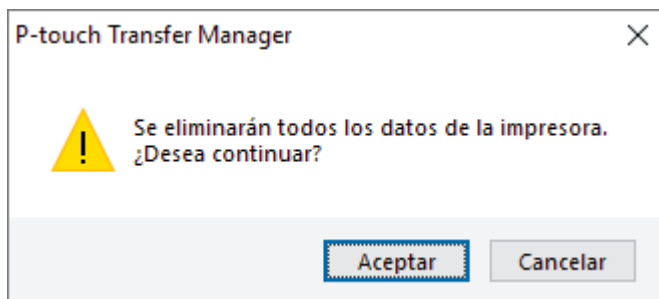 P-touch Transfer Manager
Se eliminarán todos los datos de la impresora.
¿Desea continuar?
Aceptar
Cancelar